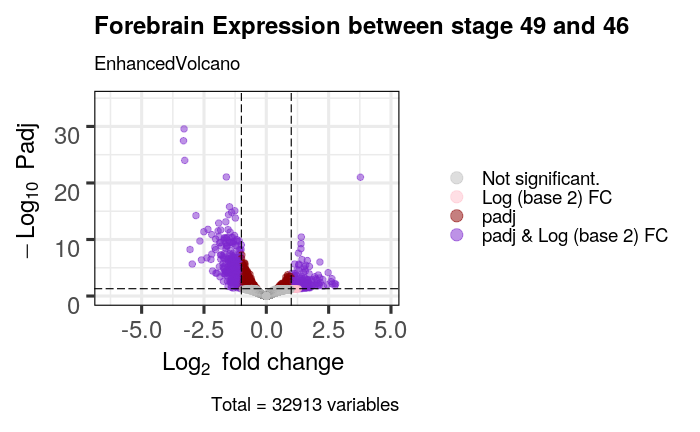 Forebrain Expression between stage 49 and 46
EnhancedVolcano
− Log10 Padj
30
20
10
0
-5.0 -2.5 0.0 2.5 5.0
Log2 fold change
Not significant.
Log (base 2) FC
padj
padj & Log (base 2) FC
Total = 32913 variables